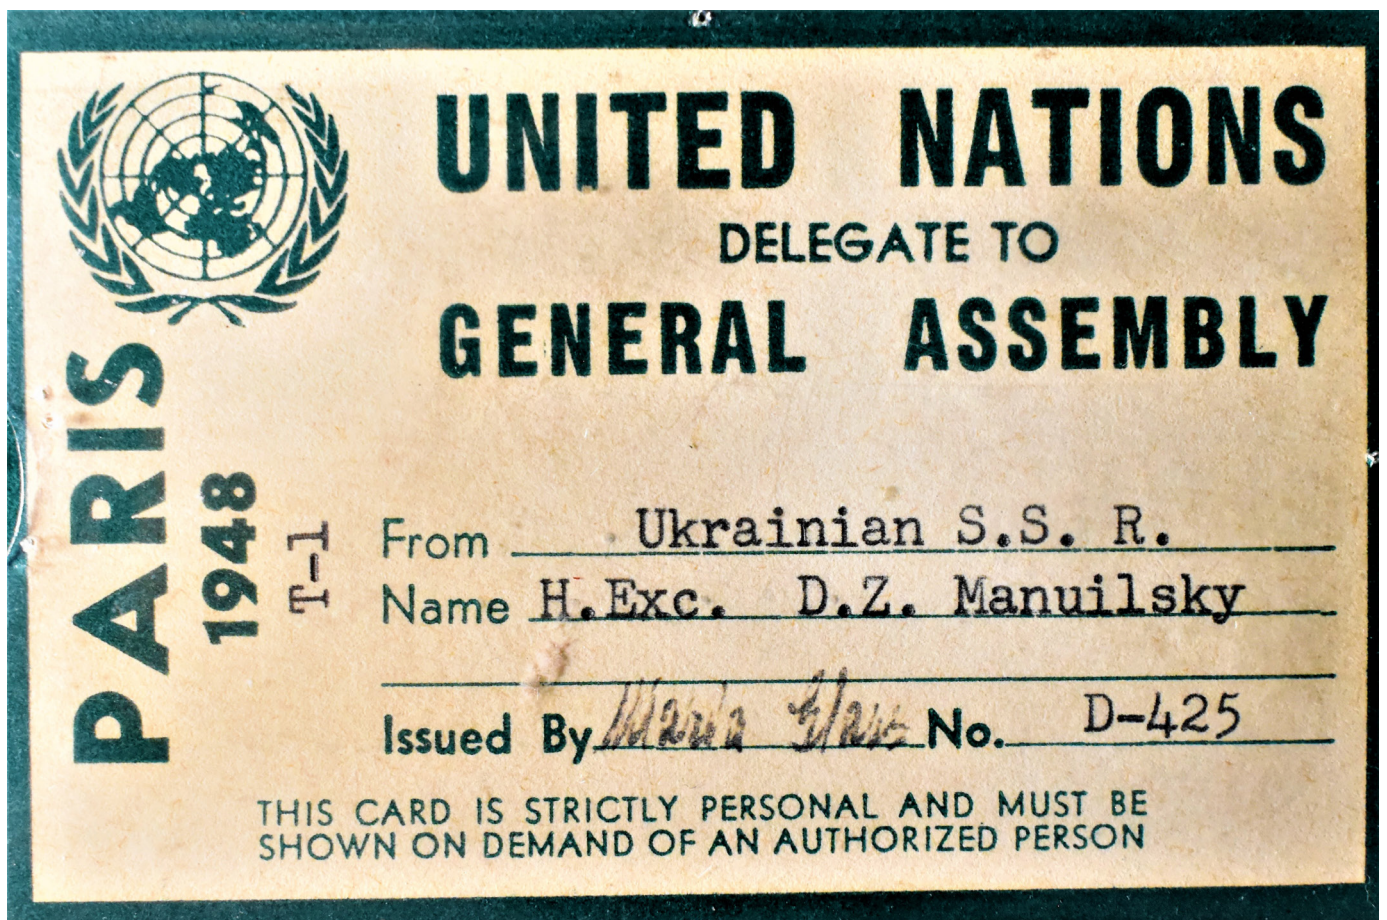 UNITED NATIONS
DELEGATE TO
GENERAL ASSEMBLY
PARIS
1948
T-1
From Ukrainian S.S. R.
Name H.Exc. D.Z. Manuilsky
Issued By Maria No. D-425
THIS CARD IS STRICTLY PERSONAL AND MUST BE
SHOWN ON DEMAND OF AN AUTHORIZED PERSON